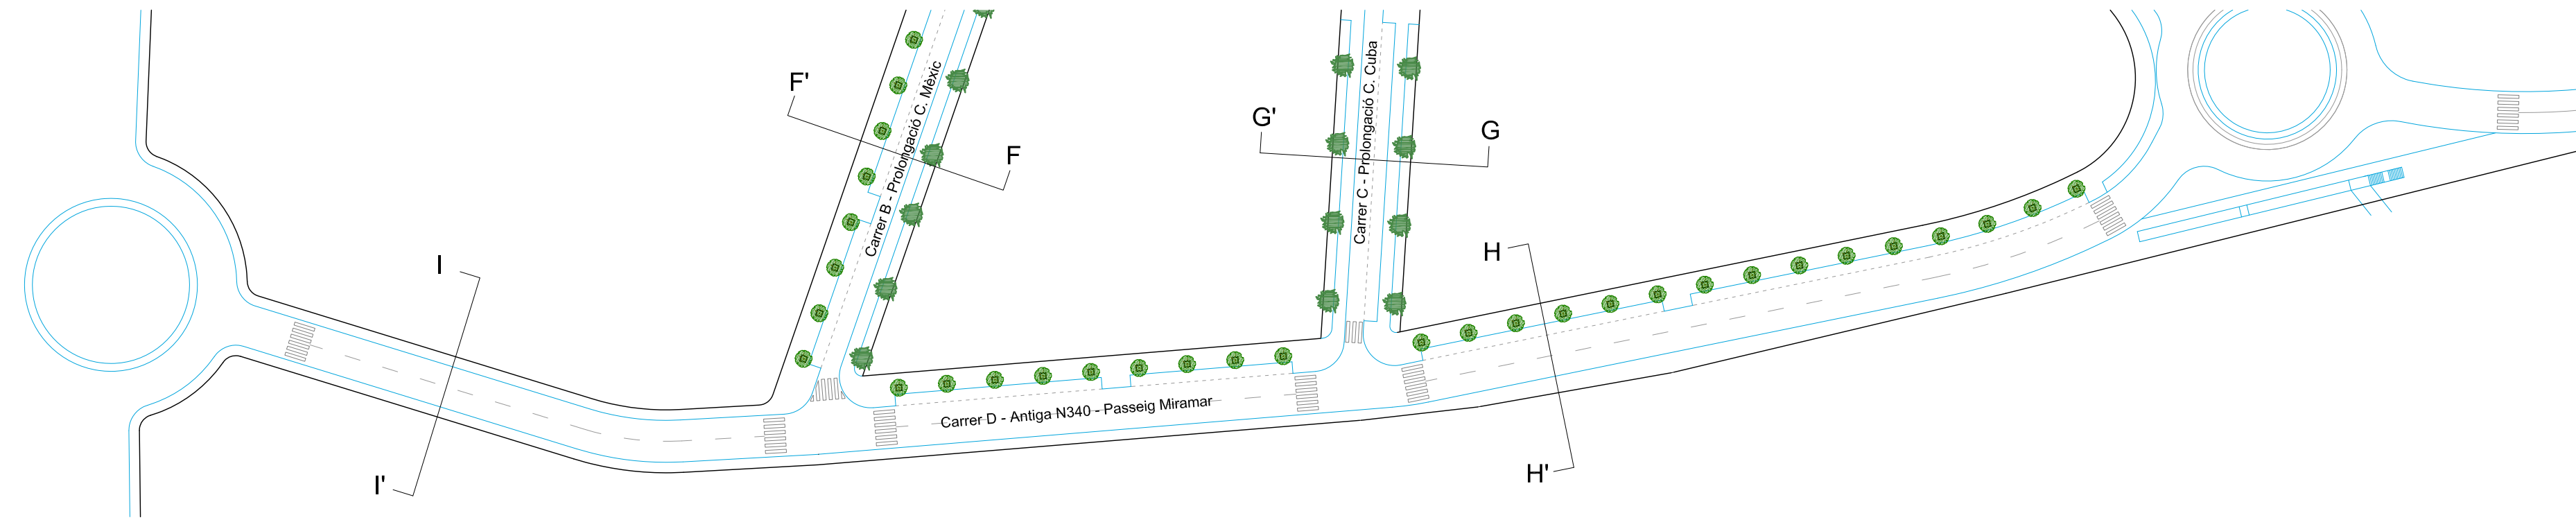 F'
Carrer B - Prolongació C. Mèxic
F
G'
Carrer C - Prolongació C. Cuba
G
I
H
Carrer D - Antiga N340 - Passeig Miramar
I'
H'